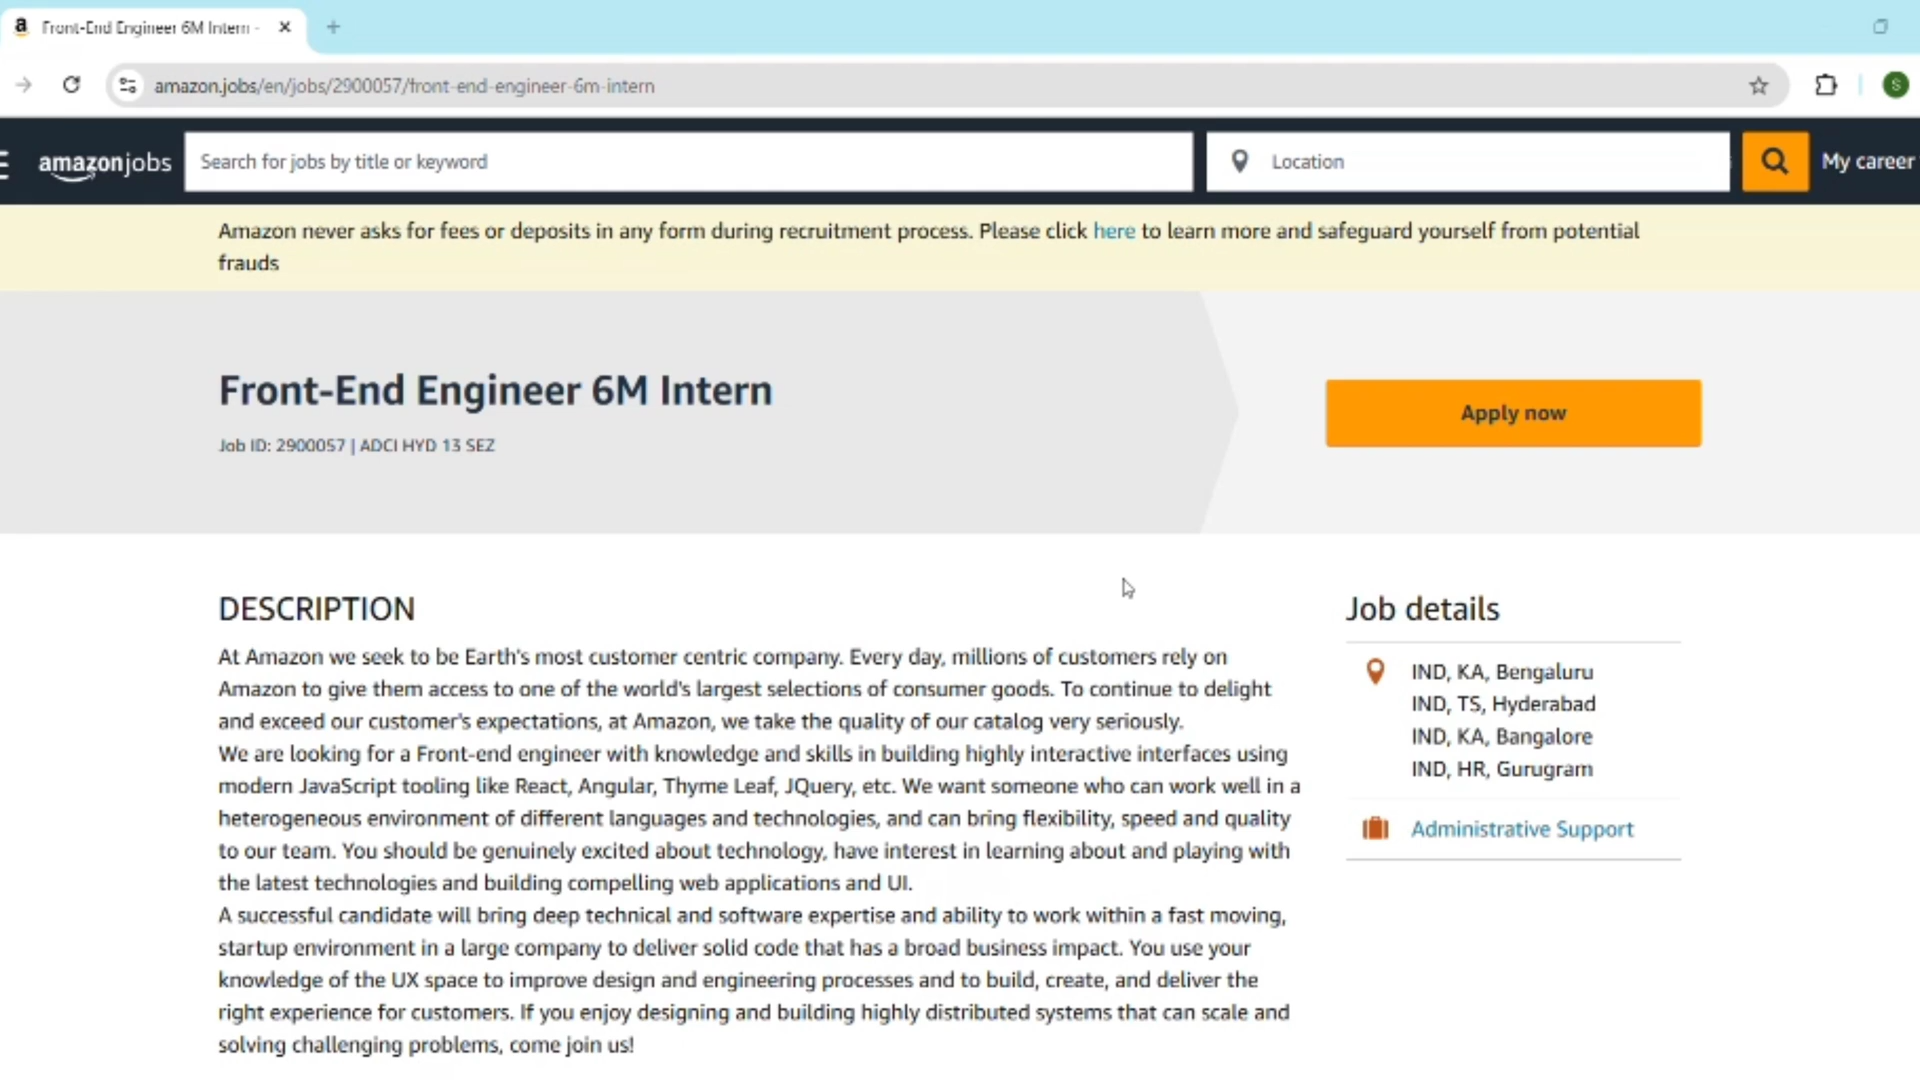 Front-End Engineer 6M Intern -
amazon.jobs/en/jobs/2900057/front-end-engineer-6m-intern
S
amazonjobs
Search for jobs by title or keyword
Location
My career
Amazon never asks for fees or deposits in any form during recruitment process. Please click here to learn more and safeguard yourself from potential
frauds
Front-End Engineer 6M Intern
Job ID: 2900057 | ADCI HYD 13 SEZ
Apply now
DESCRIPTION
At Amazon we seek to be Earth's most customer centric company. Every day, millions of customers rely on
Amazon to give them access to one of the world's largest selections of consumer goods. To continue to delight
and exceed our customer's expectations, at Amazon, we take the quality of our catalog very seriously.
We are looking for a Front-end engineer with knowledge and skills in building highly interactive interfaces using
modern JavaScript tooling like React, Angular, Thyme Leaf, JQuery, etc. We want someone who can work well in a
heterogeneous environment of different languages and technologies, and can bring flexibility, speed and quality
to our team. You should be genuinely excited about technology, have interest in learning about and playing with
the latest technologies and building compelling web applications and UI.
A successful candidate will bring deep technical and software expertise and ability to work within a fast moving,
startup environment in a large company to deliver solid code that has a broad business impact. You use your
knowledge of the UX space to improve design and engineering processes and to build, create, and deliver the
right experience for customers. If you enjoy designing and building highly distributed systems that can scale and
solving challenging problems, come join us!
Job details
IND, KA, Bengaluru
IND, TS, Hyderabad
IND, KA, Bangalore
IND, HR, Gurugram
Administrative Support